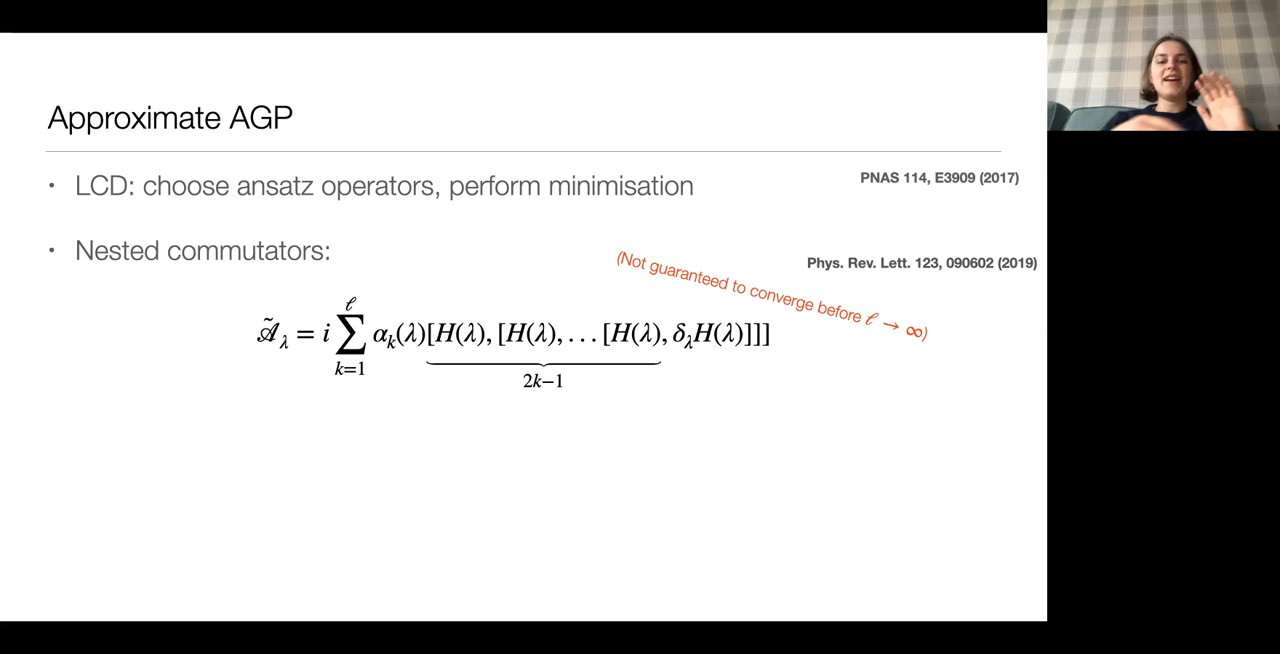 Approximate AGP
• LCD: choose ansatz operators, perform minimisation
PNAS 114, E3909 (2017)
• Nested commutators:
Phys. Rev. Lett. 123, 090602 (2019)
(Not guaranteed to converge before ℓ → ∞)
𝒜̃_λ = i ∑_{k=1}^{ℓ} α_k(λ)[H(λ), [H(λ), . . . [H(λ), δ_λH(λ)]]]
2k−1